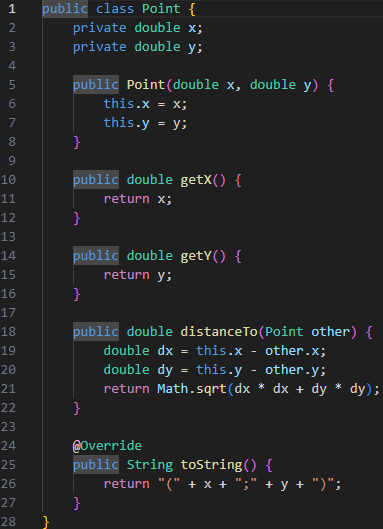 1 public class Point {
2     private double x;
3     private double y;
4
5     public Point(double x, double y) {
6         this.x = x;
7         this.y = y;
8     }
9
10     public double getX() {
11         return x;
12     }
13
14     public double getY() {
15         return y;
16     }
17
18     public double distanceTo(Point other) {
19         double dx = this.x - other.x;
20         double dy = this.y - other.y;
21         return Math.sqrt(dx * dx + dy * dy);
22     }
23
24     @Override
25     public String toString() {
26         return "(" + x + ";" + y + ")";
27     }
28 }